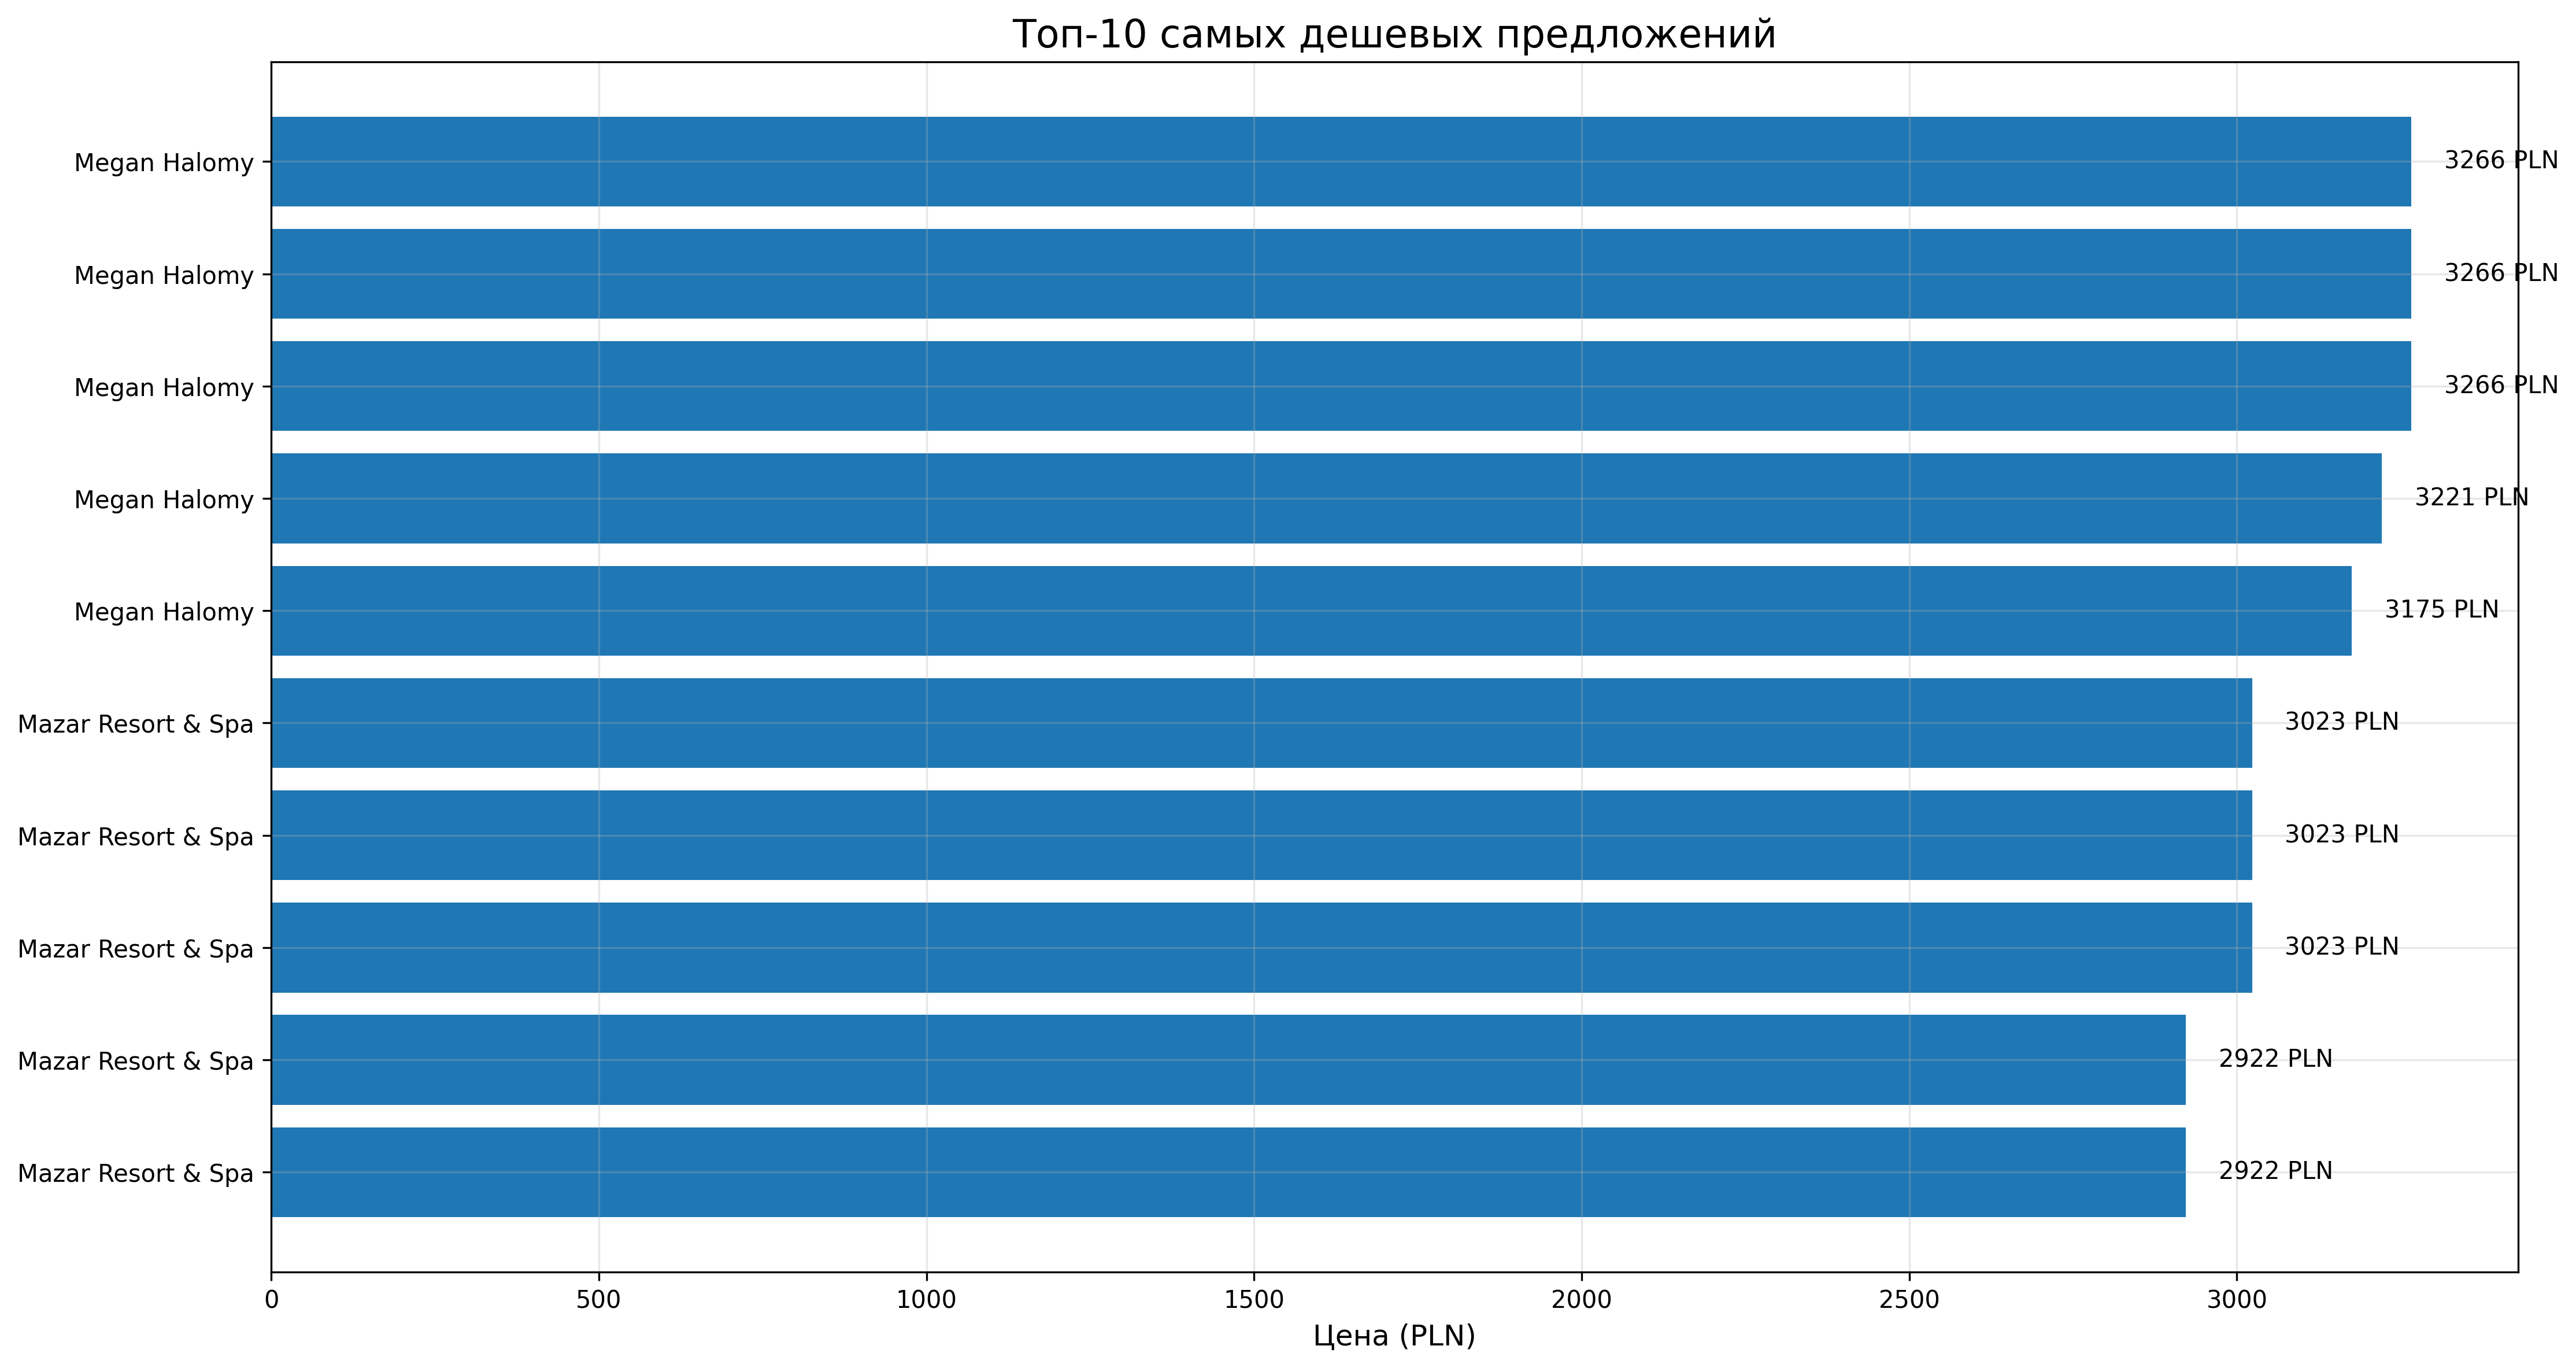 Топ-10 самых дешевых предложений
Megan Halomy 3266 PLN
Megan Halomy 3266 PLN
Megan Halomy 3266 PLN
Megan Halomy 3221 PLN
Megan Halomy 3175 PLN
Mazar Resort & Spa 3023 PLN
Mazar Resort & Spa 3023 PLN
Mazar Resort & Spa 3023 PLN
Mazar Resort & Spa 2922 PLN
Mazar Resort & Spa 2922 PLN
0 500 1000 1500 2000 2500 3000
Цена (PLN)